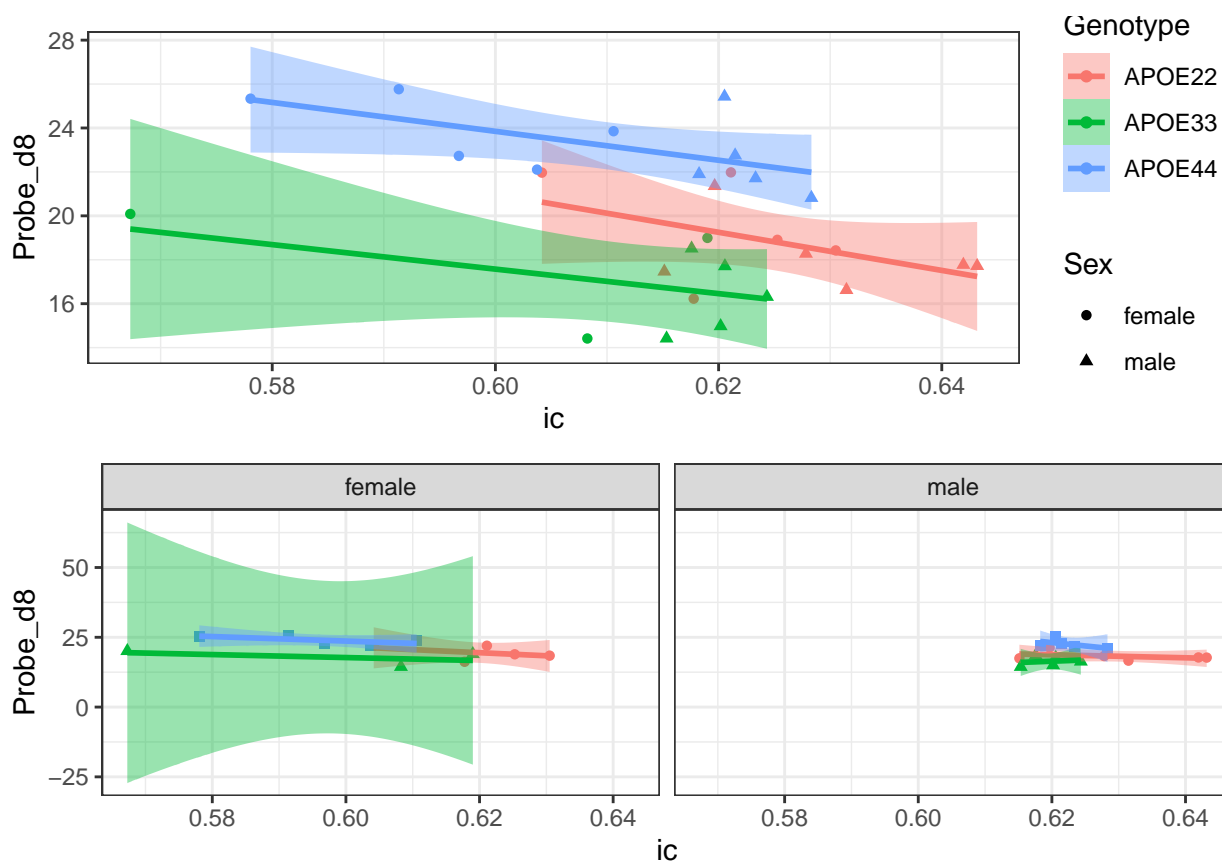 Genotype
APOE22
APOE33
APOE44
Sex
female
male
Probe_d8
28
24
20
16
0.58 0.60 0.62 0.64
ic
female male
Probe_d8
50
25
0
−25
0.58 0.60 0.62 0.64 0.58 0.60 0.62 0.64
ic